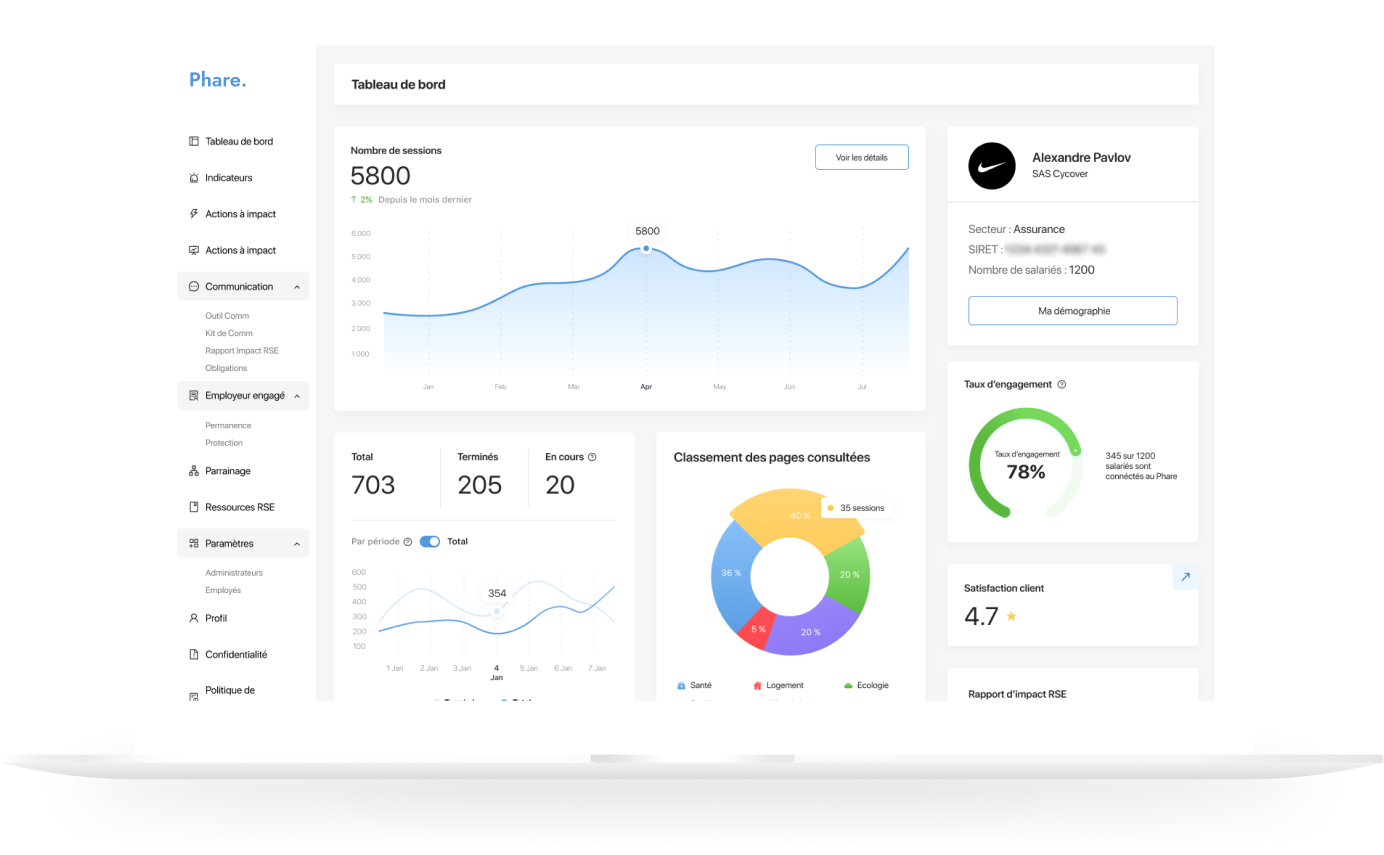 Phare.
Tableau de bord
Indicateurs
Actions à impact
Actions à impact
Communication
Outil Comm
Kit de Comm
Rapport Impact RSE
Obligations
Employeur engagé
Permanence
Protection
Parrainage
Ressources RSE
Paramètres
Administrateurs
Employés
Profil
Confidentialité
Politique de
Tableau de bord
Nombre de sessions
5800
↑ 2% Depuis le mois dernier
Voir les détails
5800
6 000
5 000
4 000
3 000
2 000
1 000
Jan Feb Mar Apr May Jun Jul
Alexandre Pavlov
SAS Cycover
Secteur : Assurance
SIRET :
Nombre de salariés : 1200
Ma démographie
Taux d'engagement
Taux d'engagement
78%
345 sur 1200
salariés sont
connéctés au Phare
Satisfaction client
4.7
Rapport d'impact RSE
Total
703
Terminés
205
En cours
20
Par période Total
600
500
400
300
200
100
354
1 Jan 2 Jan 3 Jan 4 Jan 5 Jan 6 Jan 7 Jan
Classement des pages consultées
40 %
35 sessions
36 %
20 %
5 %
20 %
Santé Logement Ecologie